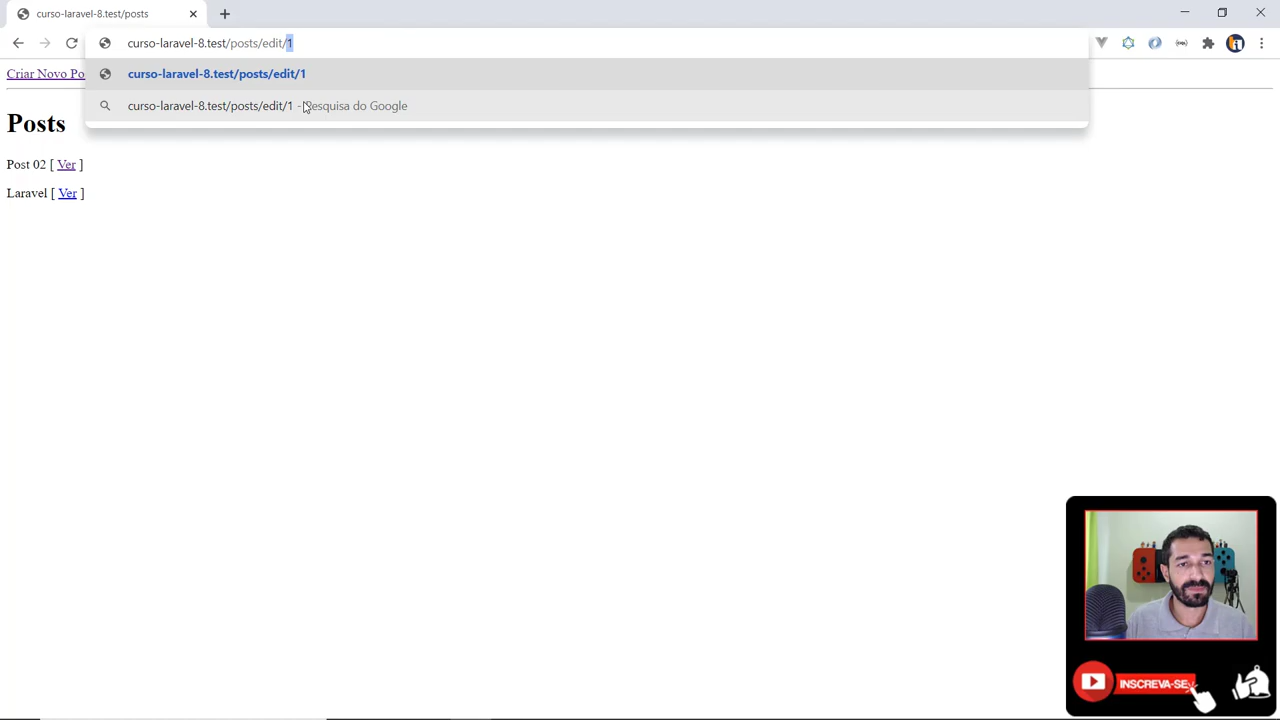 curso-laravel-8.test/posts
curso-laravel-8.test/posts/edit/1
Criar Novo Po
curso-laravel-8.test/posts/edit/1
curso-laravel-8.test/posts/edit/1 - Pesquisa do Google
Posts
Post 02 [ Ver ]
Laravel [ Ver ]
INSCREVA-SE